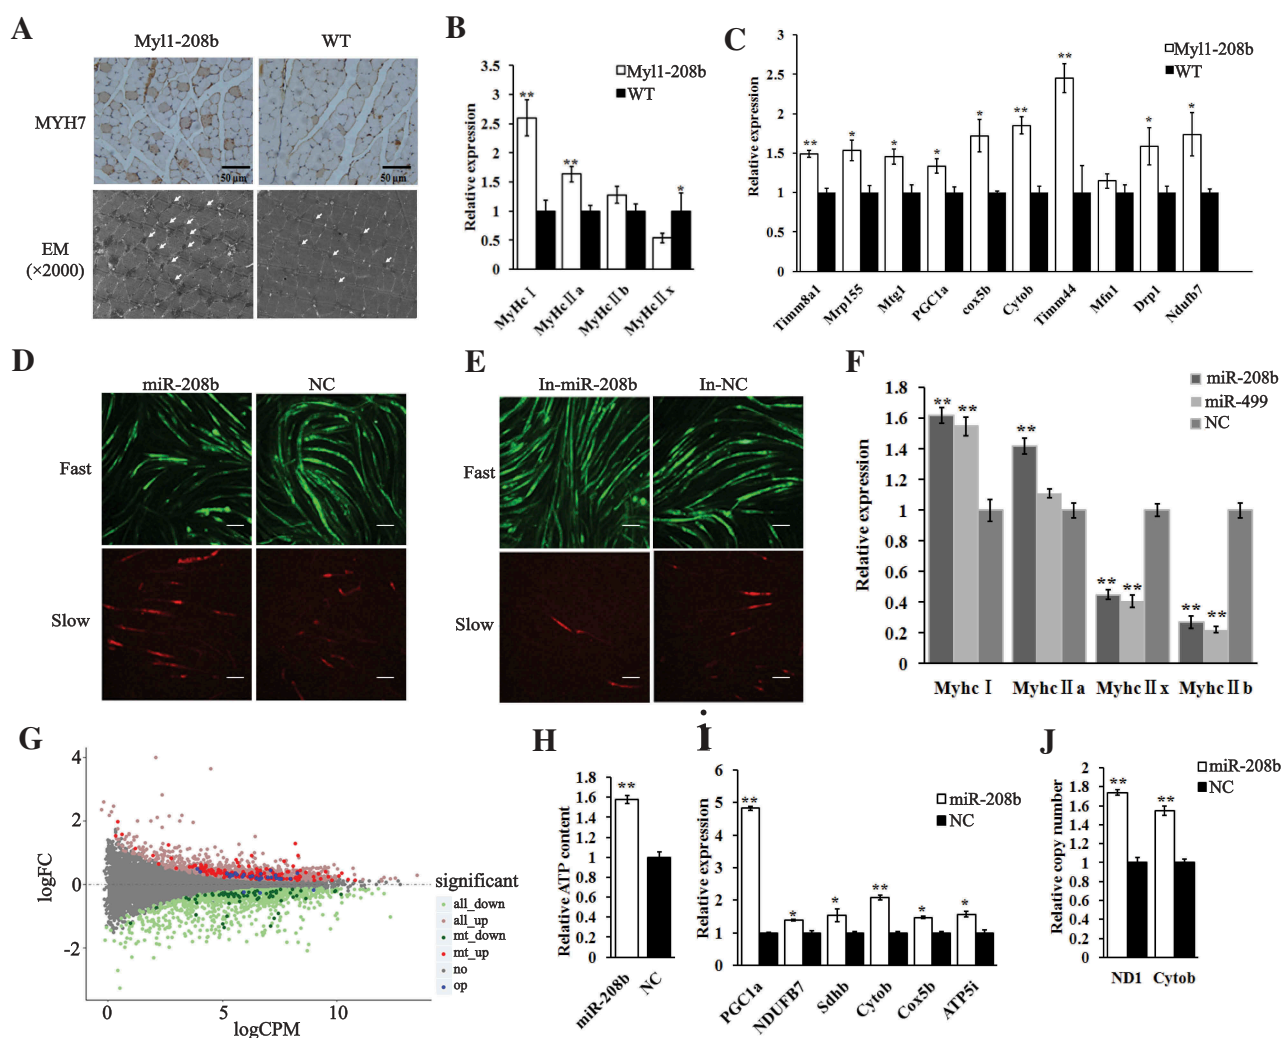 A
Myl1-208b
WT
MYH7
50 µm
50 µm
EM
(×2000)
B
Relative expression
3.5
3
2.5
2
1.5
1
0.5
0
**
**
*
Myl1-208b
WT
MyHc Ⅰ
MyHc Ⅱ a
MyHc Ⅱ b
MyHc Ⅱ x
C
Relative expression
3
2.5
2
1.5
1
0.5
0
**
*
*
*
*
**
**
*
*
Myl1-208b
WT
Timm8a1
Mrp155
Mtg1
PGC1a
cox5b
Cytob
Timm44
Mfn1
Drp1
Ndufb7
D
miR-208b
NC
Fast
Slow
E
In-miR-208b
In-NC
Fast
Slow
F
Relative expression
1.8
1.6
1.4
1.2
1
0.8
0.6
0.4
0.2
0
** **
**
** **
** **
miR-208b
miR-499
NC
Myhc Ⅰ
Myhc Ⅱ a
Myhc Ⅱ x
Myhc Ⅱ b
G
logFC
4
2
0
-2
0
5
10
logCPM
significant
all_down
all_up
mt_down
mt_up
no
op
H
Relative ATP content
1.8
1.6
1.4
1.2
1
0.8
0.6
0.4
0.2
0
**
miR-208b
NC
i
I
Relative expression
6
5
4
3
2
1
0
**
*
*
**
*
*
miR-208b
NC
PGC1a
NDUFB7
Sdhb
Cytob
Cox5b
ATP5i
J
Relative copy number
2
1.8
1.6
1.4
1.2
1
0.8
0.6
0.4
0.2
0
**
**
miR-208b
NC
ND1
Cytob